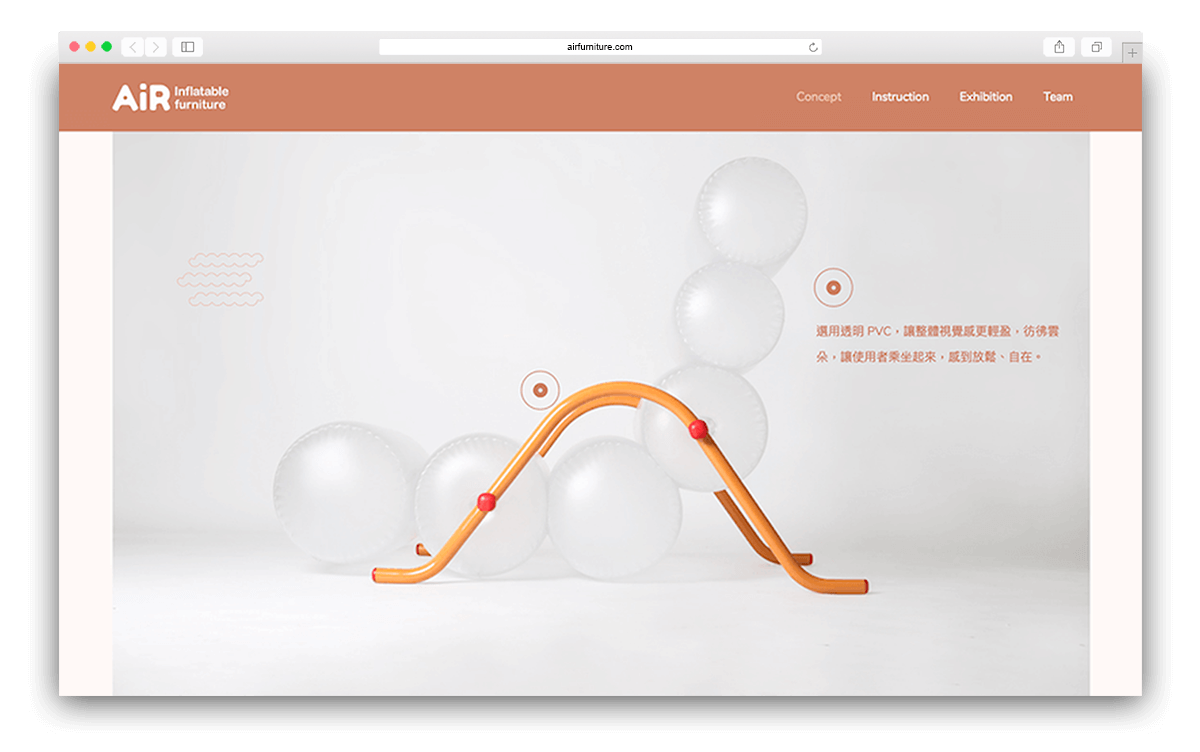 airfurniture.com
AiR Inflatable
furniture
Concept Instruction Exhibition Team
選用透明 PVC，讓整體視覺感更輕盈，彷彿雲
朵，讓使用者乘坐起來，感到放鬆、自在。